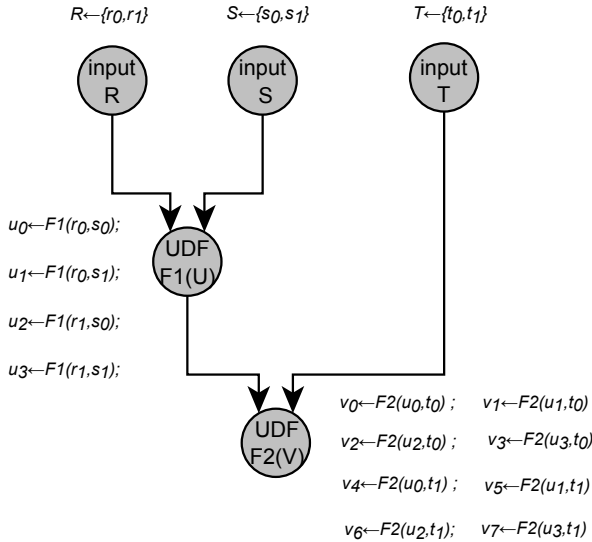 R←{r0,r1} S←{s0,s1} T←{t0,t1}
input R
input S
input T
u0←F1(r0,s0);
UDF F1(U)
u1←F1(r0,s1);
u2←F1(r1,s0);
u3←F1(r1,s1);
UDF F2(V)
v0←F2(u0,t0) ; v1←F2(u1,t0)
v2←F2(u2,t0) ; v3←F2(u3,t0)
v4←F2(u0,t1) ; v5←F2(u1,t1)
v6←F2(u2,t1); v7←F2(u3,t1)